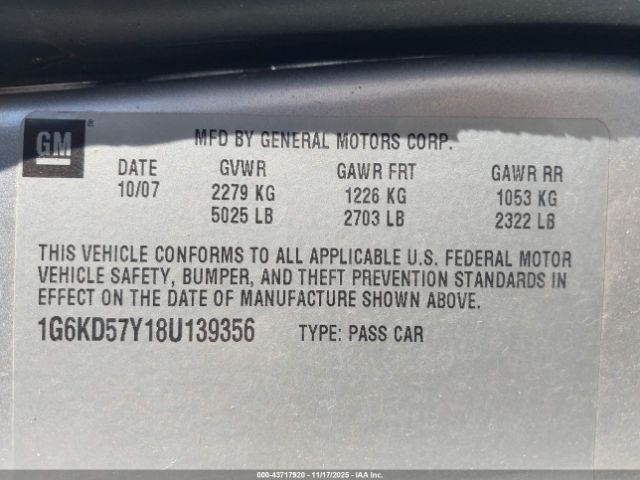 GM ®
MFD BY GENERAL MOTORS CORP.
DATE GVWR GAWR FRT GAWR RR
10/07 2279 KG 1226 KG 1053 KG
5025 LB 2703 LB 2322 LB
THIS VEHICLE CONFORMS TO ALL APPLICABLE U.S. FEDERAL MOTOR
VEHICLE SAFETY, BUMPER, AND THEFT PREVENTION STANDARDS IN
EFFECT ON THE DATE OF MANUFACTURE SHOWN ABOVE.
1G6KD57Y18U139356 TYPE: PASS CAR
000-43717920 - 11/17/2025 - IAA, Inc.